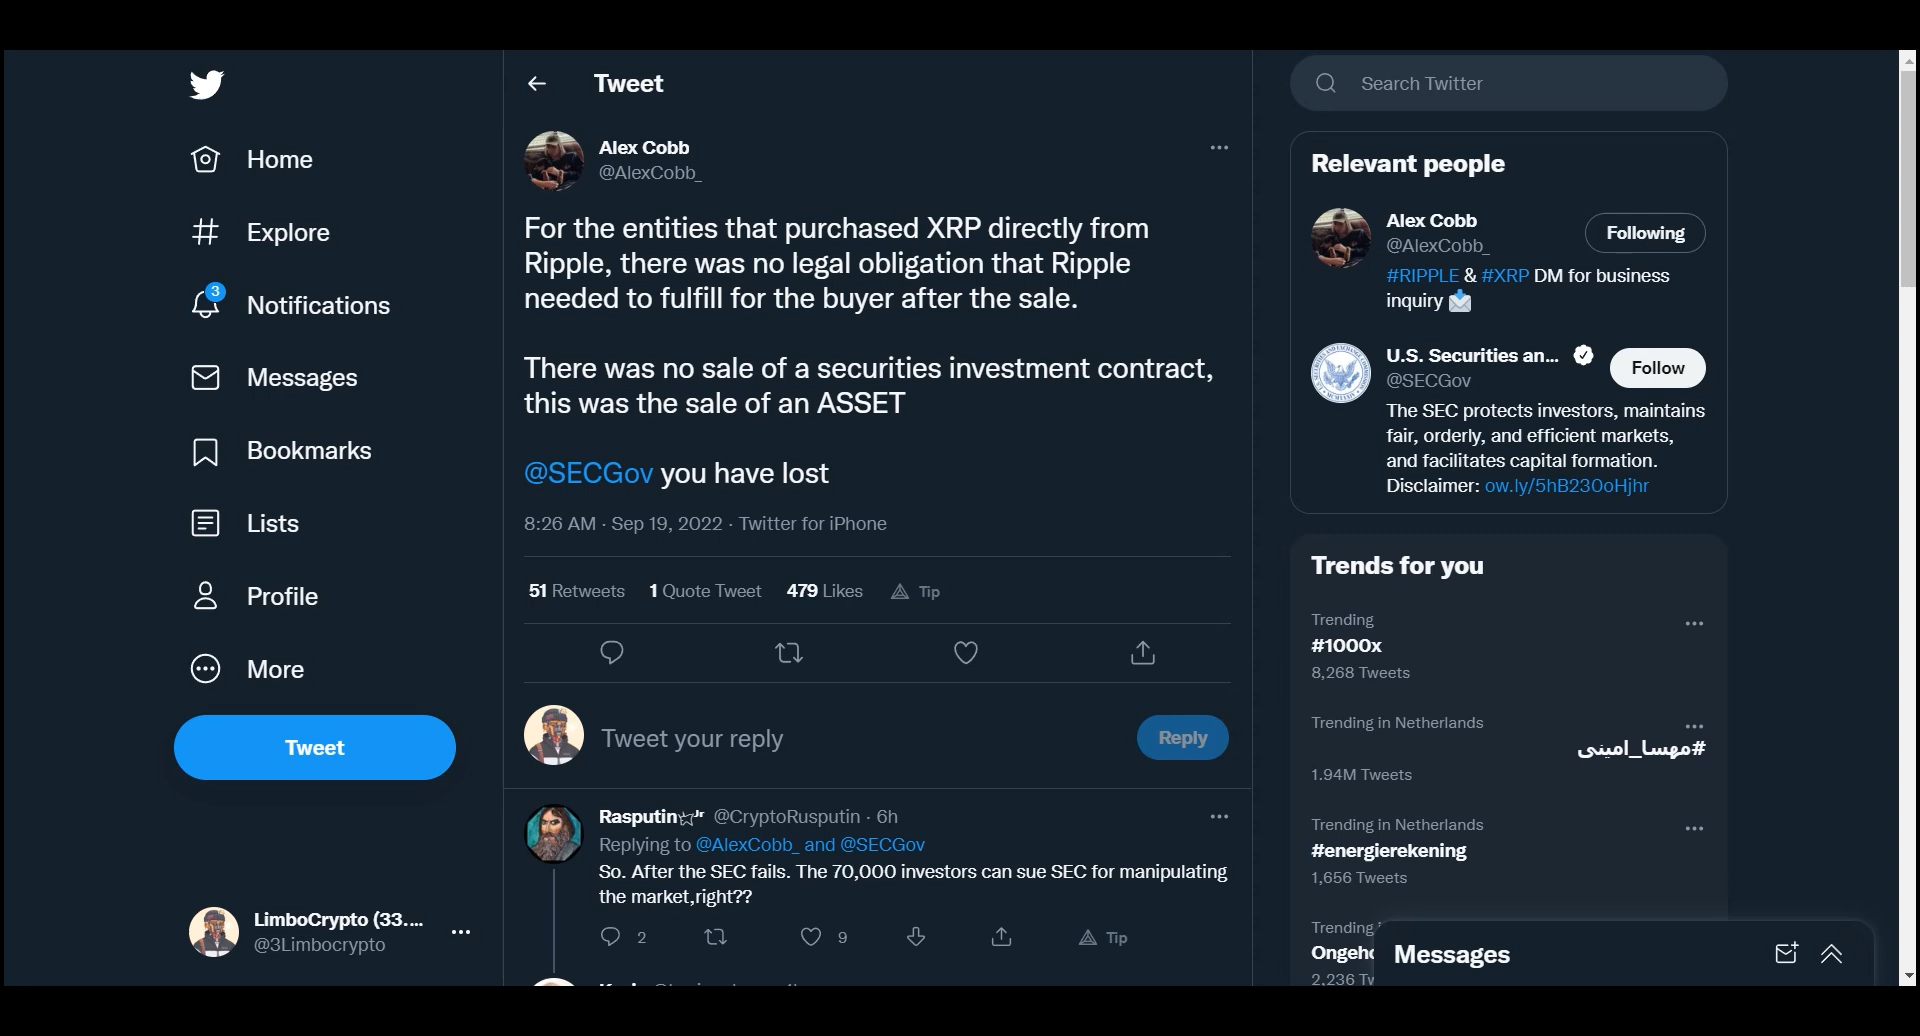 Home
Explore
3
Notifications
Messages
Bookmarks
Lists
Profile
More
Tweet
LimboCrypto (33....
@3Limbocrypto
Tweet
Alex Cobb
@AlexCobb_
For the entities that purchased XRP directly from
Ripple, there was no legal obligation that Ripple
needed to fulfill for the buyer after the sale.
There was no sale of a securities investment contract,
this was the sale of an ASSET
@SECGov you have lost
8:26 AM · Sep 19, 2022 · Twitter for iPhone
51 Retweets 1 Quote Tweet 479 Likes Tip
Tweet your reply
Reply
Rasputin☆Jr @CryptoRusputin · 6h
Replying to @AlexCobb_ and @SECGov
So. After the SEC fails. The 70,000 investors can sue SEC for manipulating
the market,right??
2 9 Tip
Search Twitter
Relevant people
Alex Cobb
@AlexCobb_
Following
#RIPPLE & #XRP DM for business
inquiry 📩
U.S. Securities an...
@SECGov
Follow
The SEC protects investors, maintains
fair, orderly, and efficient markets,
and facilitates capital formation.
Disclaimer: ow.ly/5hB23OoHjhr
Trends for you
Trending
#1000x
8,268 Tweets
Trending in Netherlands
#مهسا_امینی
1.94M Tweets
Trending in Netherlands
#energierekening
1,656 Tweets
Trending
2,236
Messages